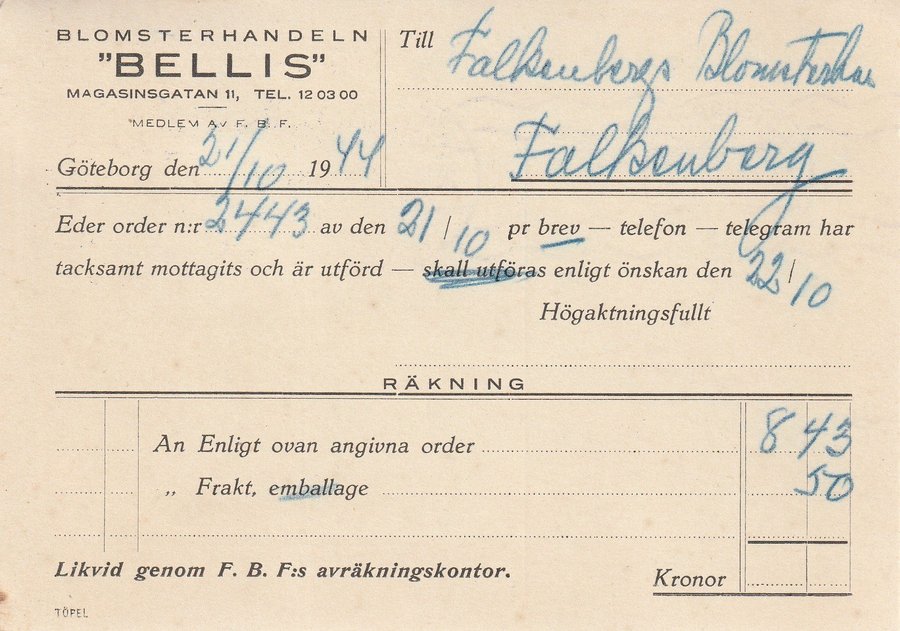 BLOMSTERHANDELN
"BELLIS"
MAGASINSGATAN 11, TEL. 12 03 00
MEDLEM AV F. B. F.
Göteborg den 21/10 1944
Till Falkenbergs Blomsterhan
Falkenberg
Eder order n:r 2443 av den 21/10 pr brev — telefon — telegram har
tacksamt mottagits och är utförd — skall utföras enligt önskan den 22/10
Högaktningsfullt
RÄKNING
An Enligt ovan angivna order 8 43
„ Frakt, emballage 50
Likvid genom F. B. F:s avräkningskontor.
Kronor
TÖPEL